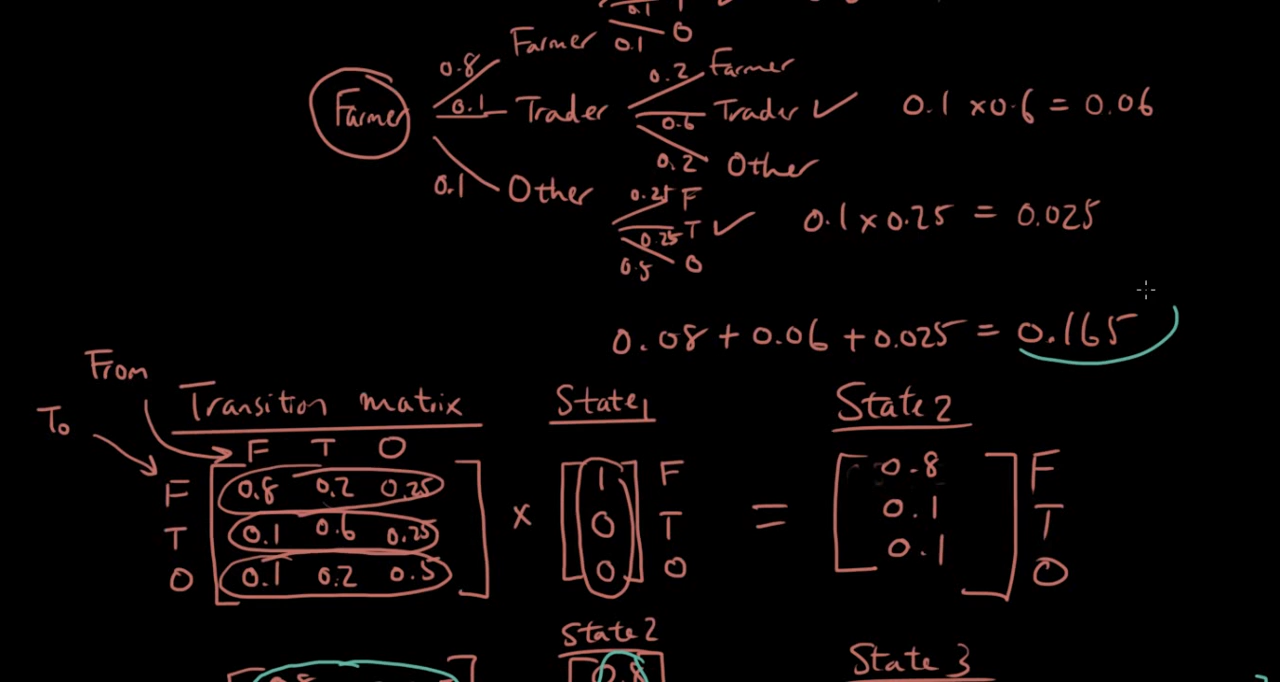 0.1
0.1 O
Farmer
0.8 Farmer
0.1 Trader
0.1 Other
0.2 Farmer
0.6 Trader ✓ 0.1 x 0.6 = 0.06
0.2 Other
0.25 F
0.25 T ✓ 0.1 x 0.25 = 0.025
0.5 O
0.08 + 0.06 + 0.025 = 0.165
From
To
Transition matrix State 1 State 2
F T O
F 0.8 0.2 0.25 1 F 0.8 F
T 0.1 0.6 0.25 x 0 T = 0.1 T
O 0.1 0.2 0.5 0 O 0.1 O
State 2 State 3
0.8